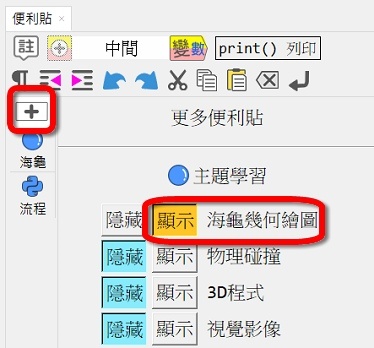 便利貼 ×
註 中間 變數 print() 列印
更多便利貼
海龜
主題學習
流程
隱藏 顯示 海龜幾何繪圖
隱藏 顯示 物理碰撞
隱藏 顯示 3D程式
隱藏 顯示 視覺影像